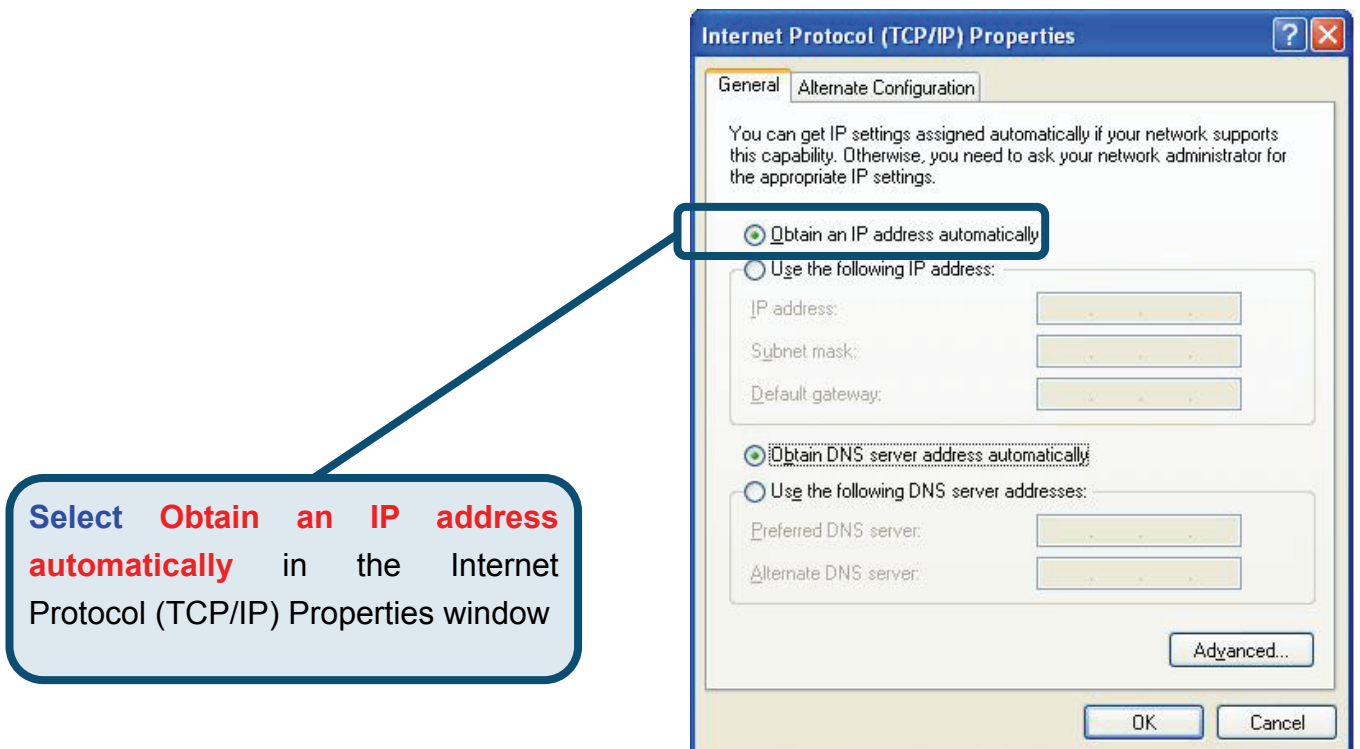 Internet Protocol (TCP/IP) Properties
General
Alternate Configuration
You can get IP settings assigned automatically if your network supports
this capability. Otherwise, you need to ask your network administrator for
the appropriate IP settings.
Obtain an IP address automatically
Use the following IP address:
IP address:
Subnet mask:
Default gateway:
Obtain DNS server address automatically
Use the following DNS server addresses:
Preferred DNS server:
Alternate DNS server:
Advanced...
OK
Cancel
Select Obtain an IP address
automatically in the Internet
Protocol (TCP/IP) Properties window